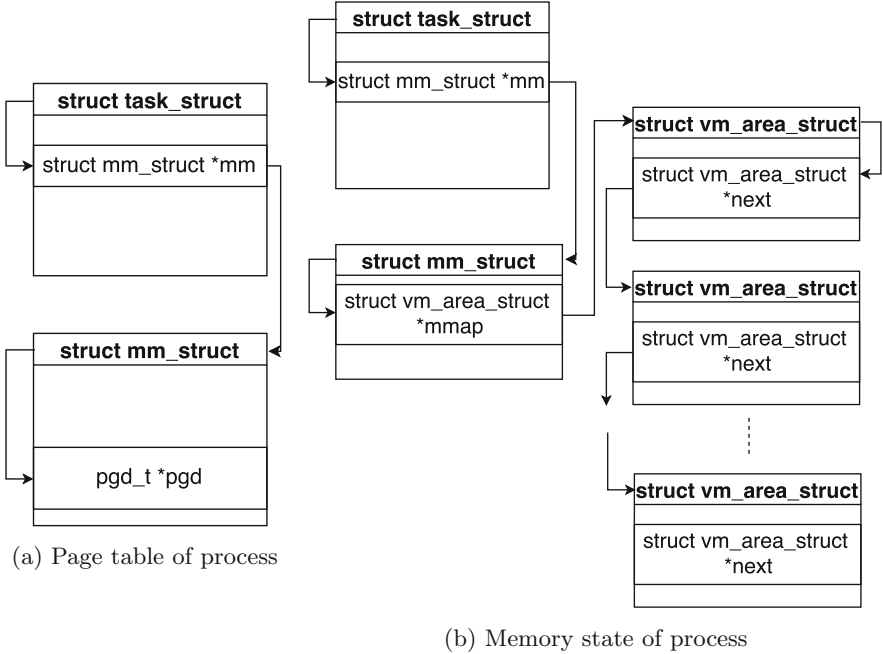 struct task_struct
struct mm_struct *mm
struct mm_struct
pgd_t *pgd
(a) Page table of process
struct task_struct
struct mm_struct *mm
struct mm_struct
struct vm_area_struct
*mmap
struct vm_area_struct
struct vm_area_struct
*next
struct vm_area_struct
struct vm_area_struct
*next
struct vm_area_struct
struct vm_area_struct
*next
(b) Memory state of process